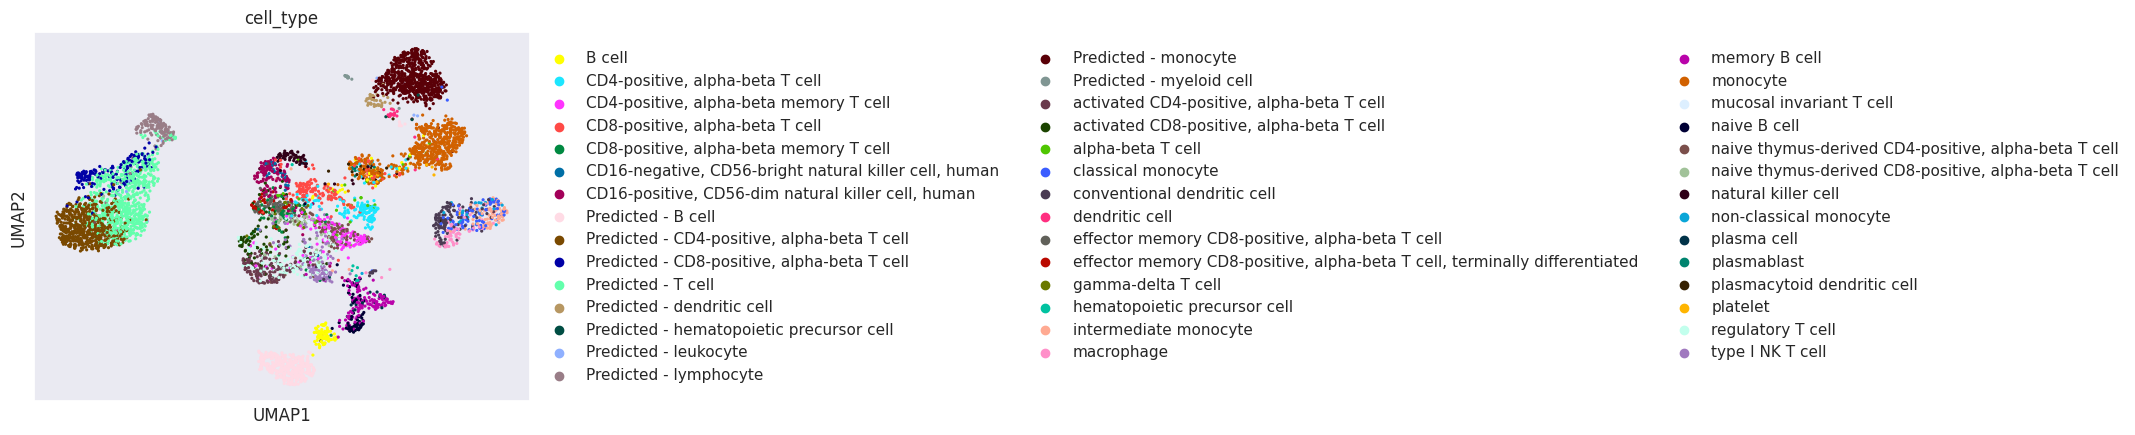 cell_type
UMAP2
UMAP1
B cell
CD4-positive, alpha-beta T cell
CD4-positive, alpha-beta memory T cell
CD8-positive, alpha-beta T cell
CD8-positive, alpha-beta memory T cell
CD16-negative, CD56-bright natural killer cell, human
CD16-positive, CD56-dim natural killer cell, human
Predicted - B cell
Predicted - CD4-positive, alpha-beta T cell
Predicted - CD8-positive, alpha-beta T cell
Predicted - T cell
Predicted - dendritic cell
Predicted - hematopoietic precursor cell
Predicted - leukocyte
Predicted - lymphocyte
Predicted - monocyte
Predicted - myeloid cell
activated CD4-positive, alpha-beta T cell
activated CD8-positive, alpha-beta T cell
alpha-beta T cell
classical monocyte
conventional dendritic cell
dendritic cell
effector memory CD8-positive, alpha-beta T cell
effector memory CD8-positive, alpha-beta T cell, terminally differentiated
gamma-delta T cell
hematopoietic precursor cell
intermediate monocyte
macrophage
memory B cell
monocyte
mucosal invariant T cell
naive B cell
naive thymus-derived CD4-positive, alpha-beta T cell
naive thymus-derived CD8-positive, alpha-beta T cell
natural killer cell
non-classical monocyte
plasma cell
plasmablast
plasmacytoid dendritic cell
platelet
regulatory T cell
type I NK T cell